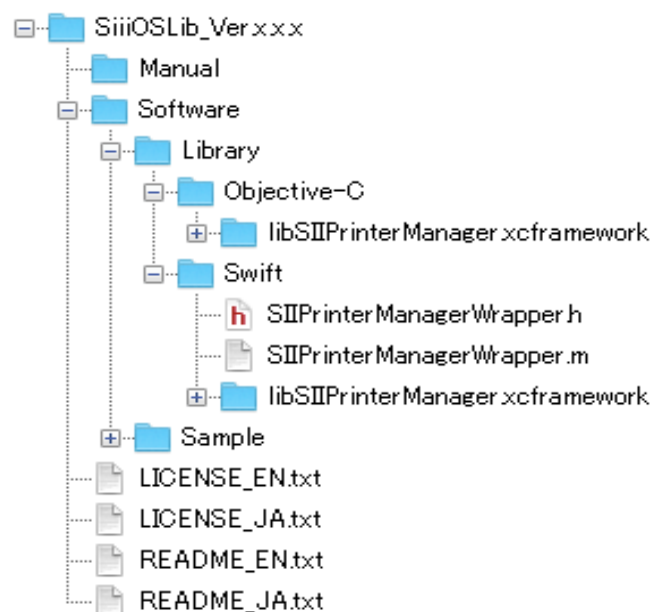 SiiiOSLib_Ver.x.x.x
Manual
Software
Library
Objective-C
libSIIPrinterManager.xcframework
Swift
h SIIPrinterManagerWrapper.h
SIIPrinterManagerWrapper.m
libSIIPrinterManager.xcframework
Sample
LICENSE_EN.txt
LICENSE_JA.txt
README_EN.txt
README_JA.txt